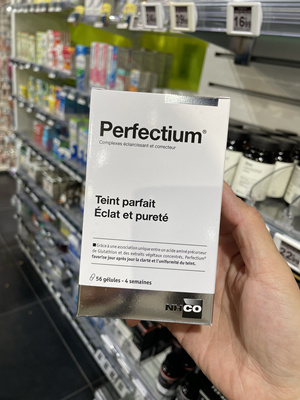 Perfectium®
Complexes éclaircissant et correcteur
Teint parfait
Éclat et pureté
Grâce à une association unique entre un acide aminé précurseur
de Glutathion et des extraits végétaux concentrés, Perfectium®
favorise jour après jour la clarté et l'uniformité du teint.
56 gélules - 4 semaines
NHCO